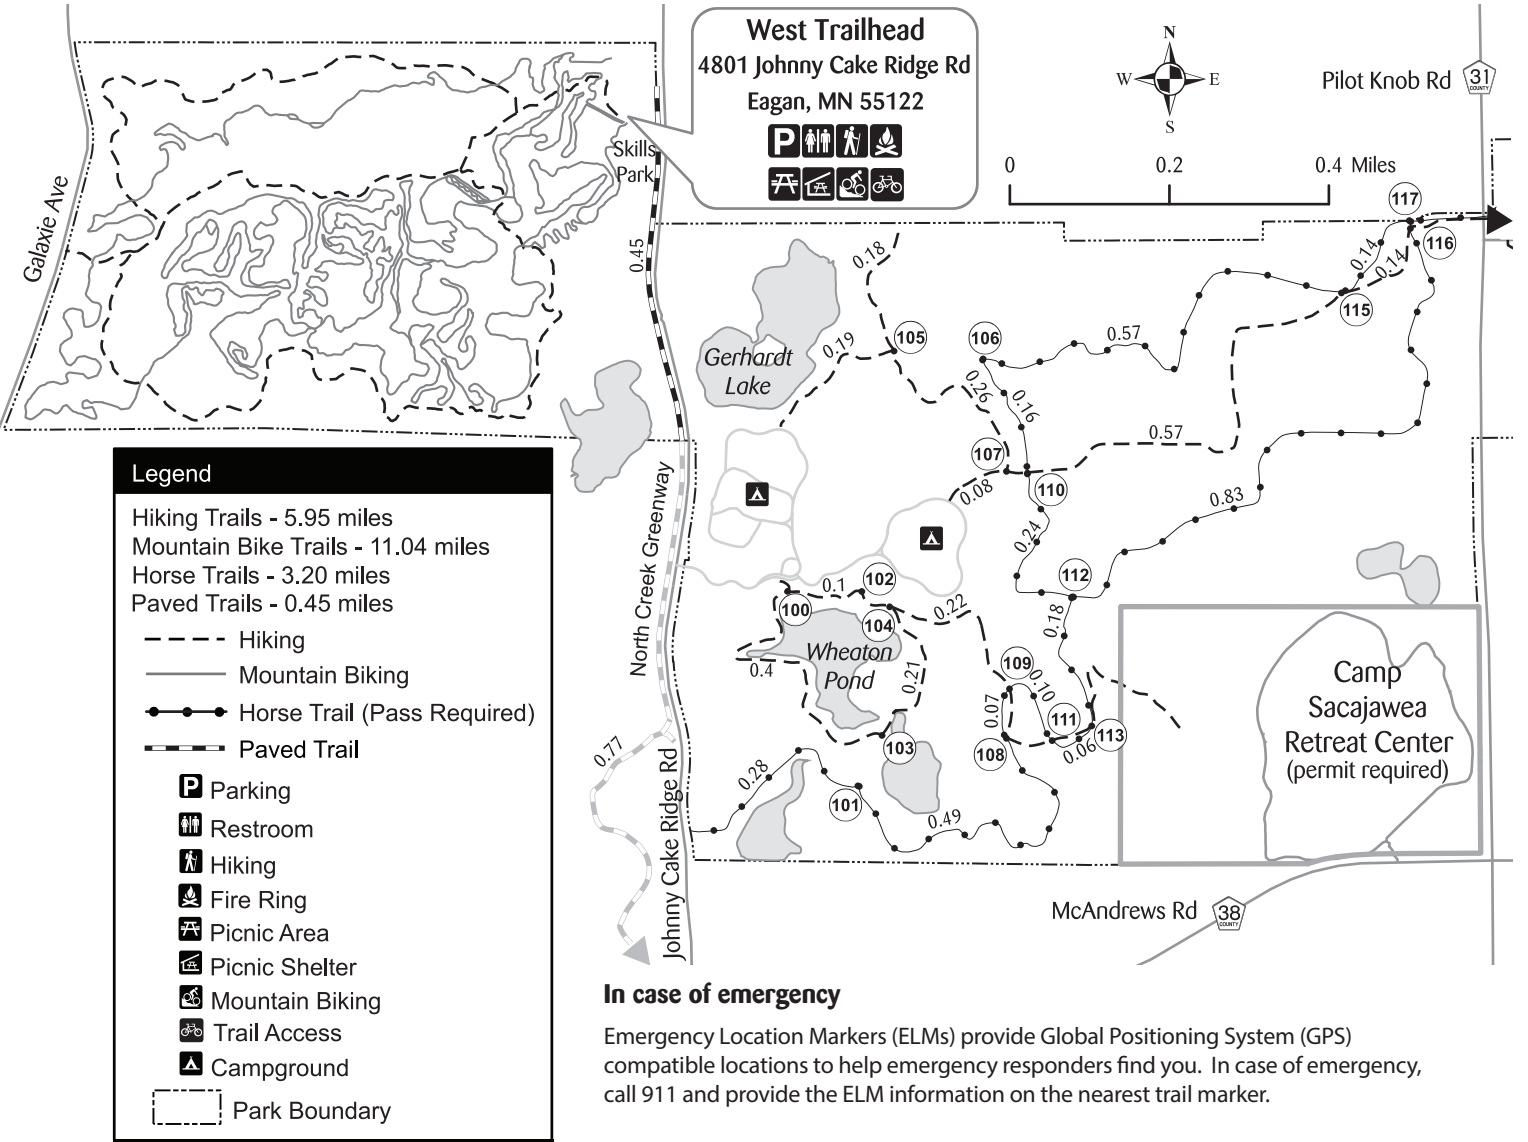 West Trailhead
4801 Johnny Cake Ridge Rd
Eagan, MN 55122
P
N
W E
S
Pilot Knob Rd
31
COUNTY
0 0.2 0.4 Miles
Skills
Park
Galaxie Ave
0.45
117
116
0.14
0.14
115
0.18
105
0.19
Gerhardt
Lake
106
0.57
0.26
0.16
107
0.57
0.08
110
0.83
0.24
North Creek Greenway
112
102
0.1
100
104
0.22
0.18
Wheaton
Pond
0.4
0.21
109
0.10
0.07
111
113
0.06
108
103
Camp
Sacajawea
Retreat Center
(permit required)
0.77
0.28
101
0.49
Johnny Cake Ridge Rd
McAndrews Rd
38
COUNTY
Legend
Hiking Trails - 5.95 miles
Mountain Bike Trails - 11.04 miles
Horse Trails - 3.20 miles
Paved Trails - 0.45 miles
Hiking
Mountain Biking
Horse Trail (Pass Required)
Paved Trail
P Parking
Restroom
Hiking
Fire Ring
Picnic Area
Picnic Shelter
Mountain Biking
Trail Access
Campground
Park Boundary
In case of emergency
Emergency Location Markers (ELMs) provide Global Positioning System (GPS)
compatible locations to help emergency responders find you.  In case of emergency,
call 911 and provide the ELM information on the nearest trail marker.